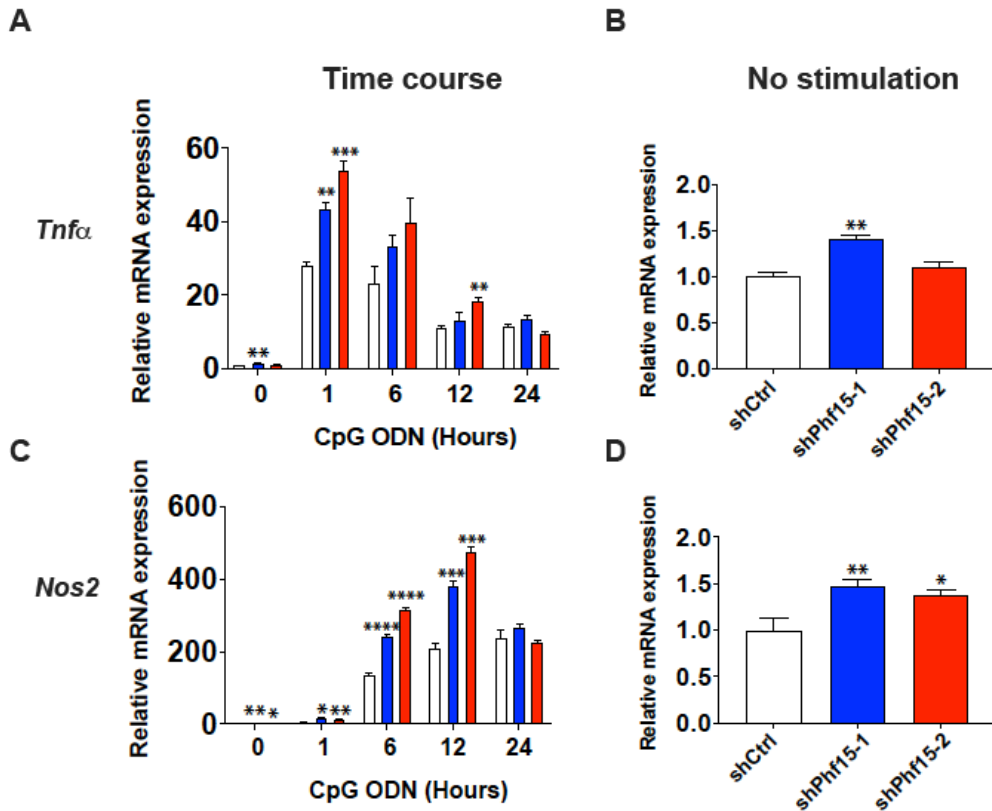 A
B
Time course
No stimulation
Tnfα
Relative mRNA expression
60
40
20
0
**
**
***
**
0 1 6 12 24
CpG ODN (Hours)
Relative mRNA expression
2.0
1.5
1.0
0.5
0.0
**
shCtrl
shPhf15-1
shPhf15-2
C
D
Nos2
Relative mRNA expression
600
400
200
0
** *
* **
**** ****
*** ***
0 1 6 12 24
CpG ODN (Hours)
Relative mRNA expression
2.0
1.5
1.0
0.5
0.0
**
*
shCtrl
shPhf15-1
shPhf15-2